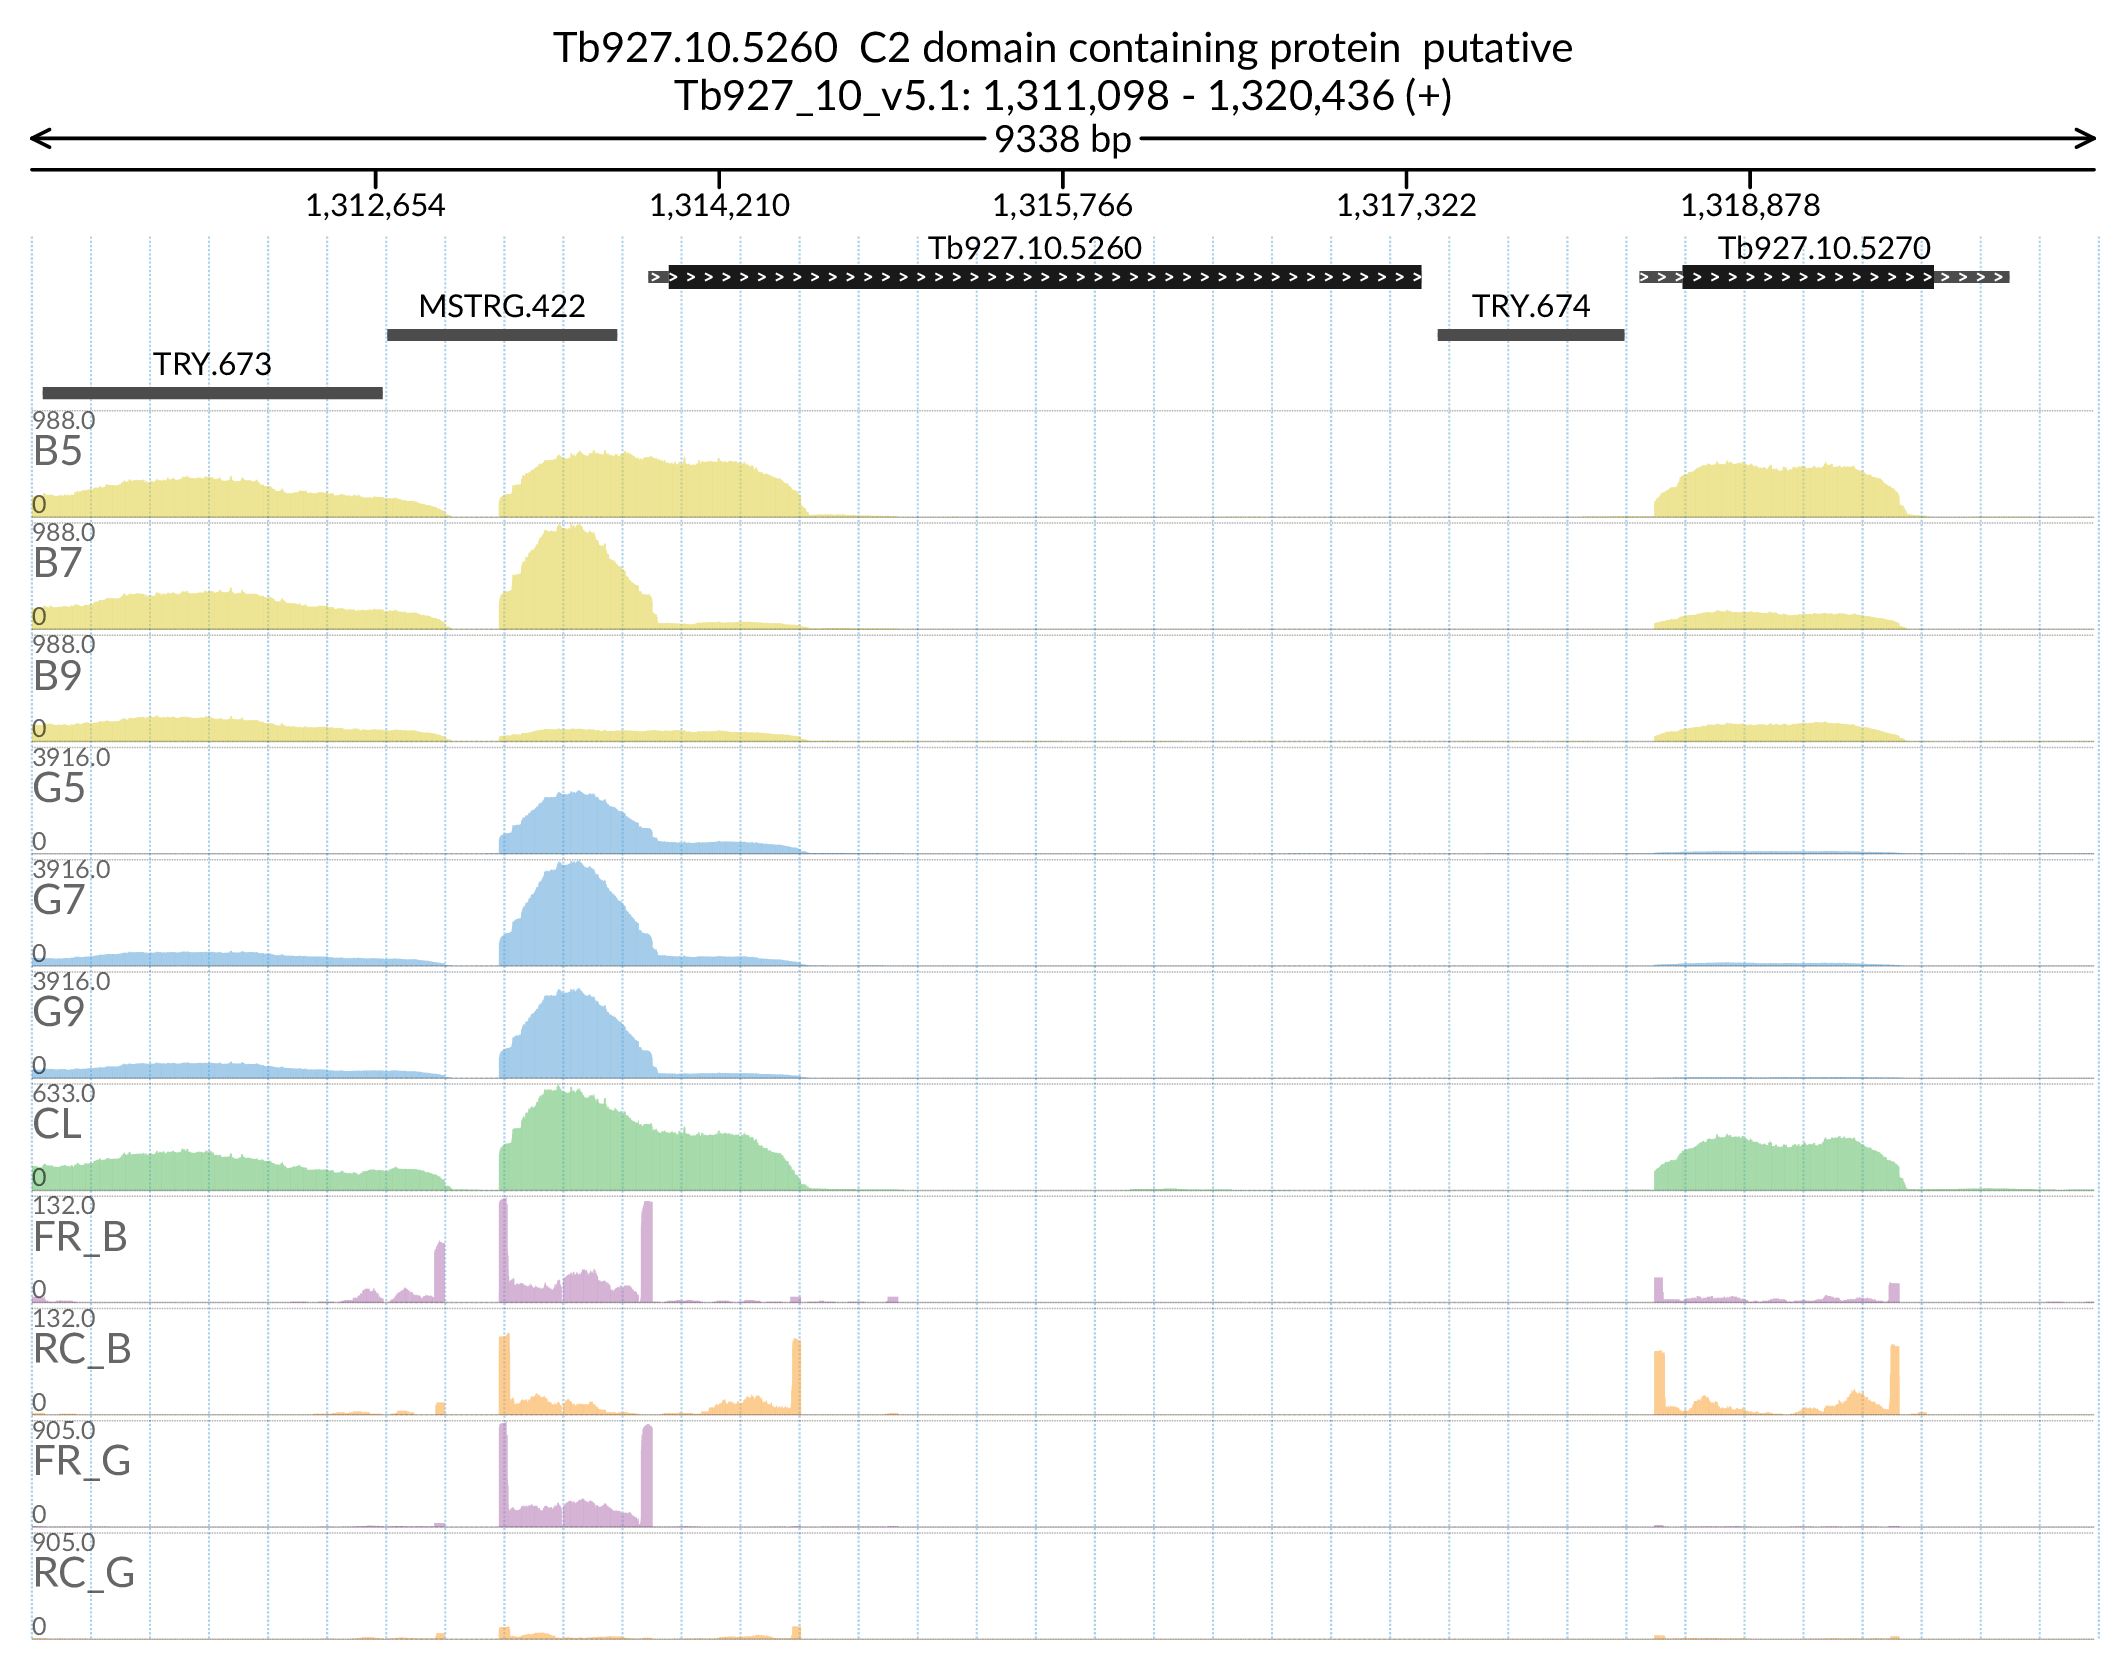 Tb927.10.5260  C2 domain containing protein  putative
Tb927_10_v5.1: 1,311,098 - 1,320,436 (+)
9338 bp
1,312,654 1,314,210 1,315,766 1,317,322 1,318,878
Tb927.10.5260 Tb927.10.5270
MSTRG.422 TRY.674
TRY.673
988.0
B5
0
988.0
B7
0
988.0
B9
0
3916.0
G5
0
3916.0
G7
0
3916.0
G9
0
633.0
CL
0
132.0
FR_B
0
132.0
RC_B
0
905.0
FR_G
0
905.0
RC_G
0